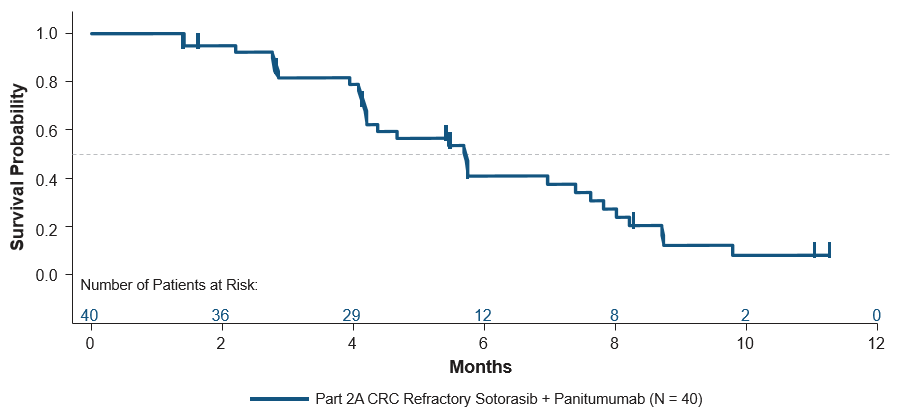 1.0
0.8
0.6
0.4
0.2
0.0
Survival Probability
Number of Patients at Risk:
40 36 29 12 8 2 0
0 2 4 6 8 10 12
Months
Part 2A CRC Refractory Sotorasib + Panitumumab (N = 40)